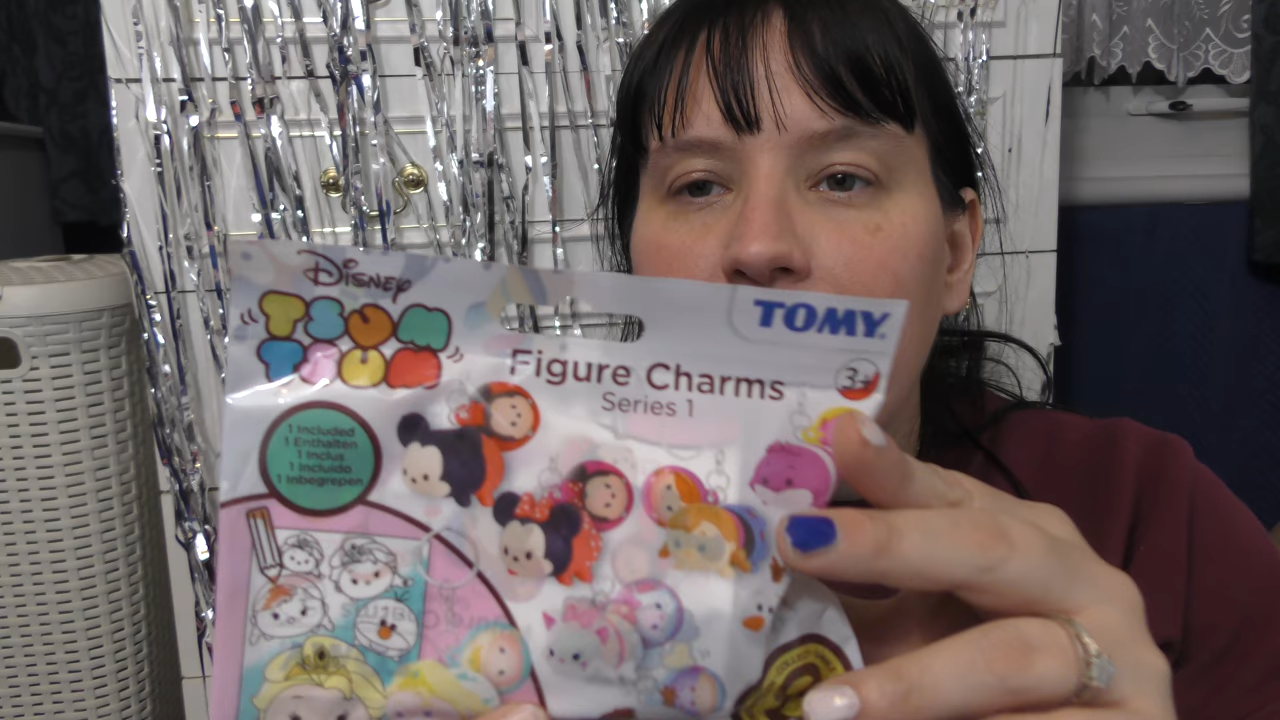 Disney
TSUM
TSUM
TOMY
Figure Charms
Series 1
3+
1 Included
1 Enthalten
1 Inclus
1 Incluido
1 Inbegrepen